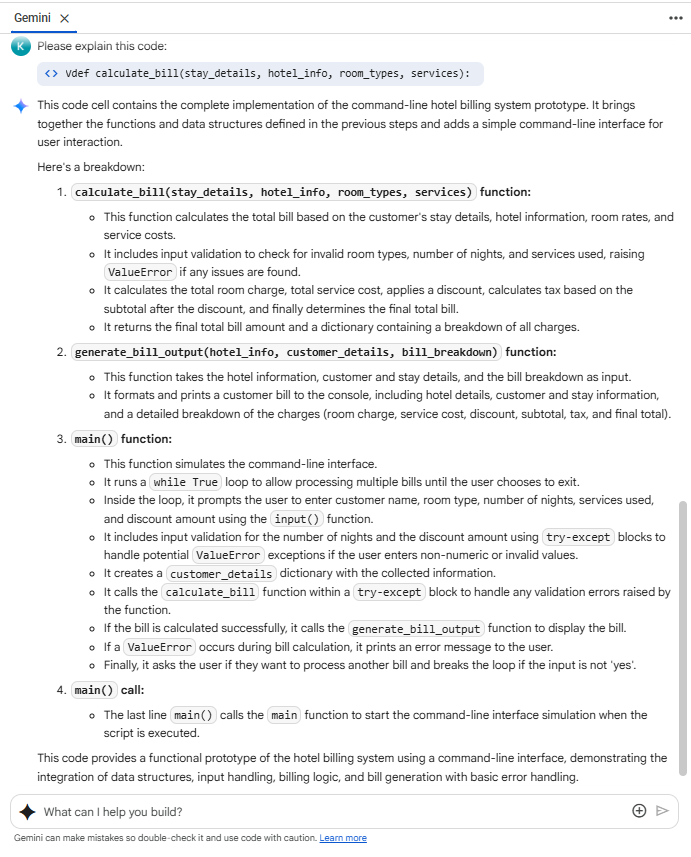 Gemini
K
Please explain this code:
<> Vdef calculate_bill(stay_details, hotel_info, room_types, services):
This code cell contains the complete implementation of the command-line hotel billing system prototype. It brings
together the functions and data structures defined in the previous steps and adds a simple command-line interface for
user interaction.
Here's a breakdown:
1. calculate_bill(stay_details, hotel_info, room_types, services) function:
This function calculates the total bill based on the customer's stay details, hotel information, room rates, and
service costs.
It includes input validation to check for invalid room types, number of nights, and services used, raising
ValueError if any issues are found.
It calculates the total room charge, total service cost, applies a discount, calculates tax based on the
subtotal after the discount, and finally determines the final total bill.
It returns the final total bill amount and a dictionary containing a breakdown of all charges.
2. generate_bill_output(hotel_info, customer_details, bill_breakdown) function:
This function takes the hotel information, customer and stay details, and the bill breakdown as input.
It formats and prints a customer bill to the console, including hotel details, customer and stay information,
and a detailed breakdown of the charges (room charge, service cost, discount, subtotal, tax, and final total).
3. main() function:
This function simulates the command-line interface.
It runs a while True loop to allow processing multiple bills until the user chooses to exit.
Inside the loop, it prompts the user to enter customer name, room type, number of nights, services used,
and discount amount using the input() function.
It includes input validation for the number of nights and the discount amount using try-except blocks to
handle potential ValueError exceptions if the user enters non-numeric or invalid values.
It creates a customer_details dictionary with the collected information.
It calls the calculate_bill function within a try-except block to handle any validation errors raised by
the function.
If the bill is calculated successfully, it calls the generate_bill_output function to display the bill.
If a ValueError occurs during bill calculation, it prints an error message to the user.
Finally, it asks the user if they want to process another bill and breaks the loop if the input is not 'yes'.
4. main() call:
The last line main() calls the main function to start the command-line interface simulation when the
script is executed.
This code provides a functional prototype of the hotel billing system using a command-line interface, demonstrating the
integration of data structures, input handling, billing logic, and bill generation with basic error handling.
What can I help you build?
Gemini can make mistakes so double-check it and use code with caution. Learn more